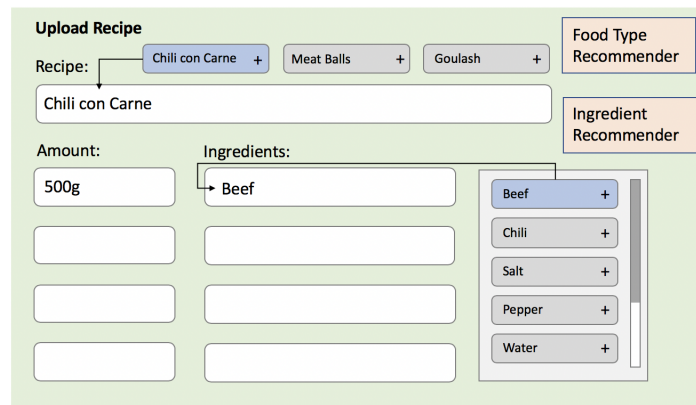 Upload Recipe
Recipe:
Chili con Carne +
Meat Balls +
Goulash +
Food Type
Recommender
Chili con Carne
Ingredient
Recommender
Amount:
Ingredients:
500g
Beef
Beef +
Chili +
Salt +
Pepper +
Water +